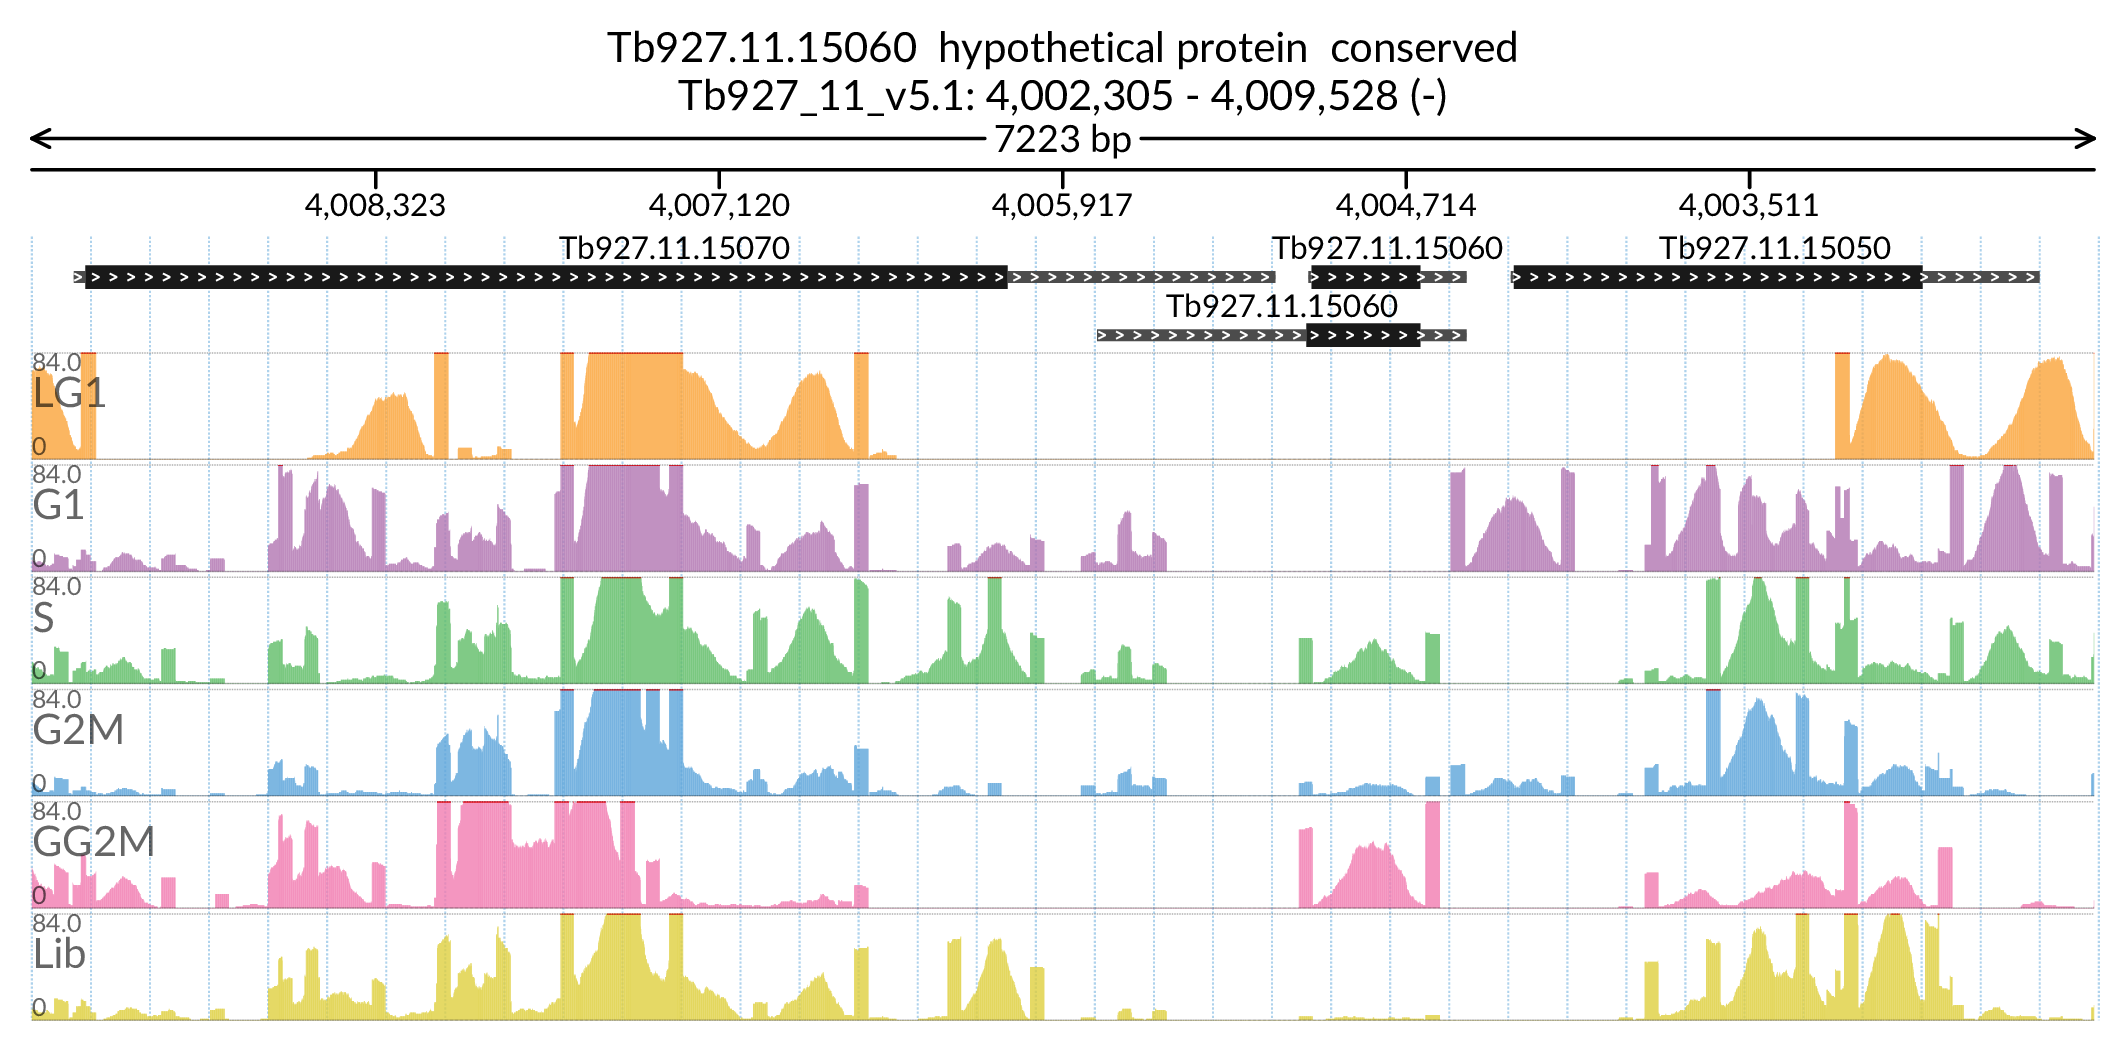 Tb927.11.15060  hypothetical protein  conserved
Tb927_11_v5.1: 4,002,305 - 4,009,528 (-)
7223 bp
4,008,323 4,007,120 4,005,917 4,004,714 4,003,511
Tb927.11.15070 Tb927.11.15060 Tb927.11.15050
Tb927.11.15060
84.0
LG1
0
84.0
G1
0
84.0
S
0
84.0
G2M
0
84.0
GG2M
0
84.0
Lib
0